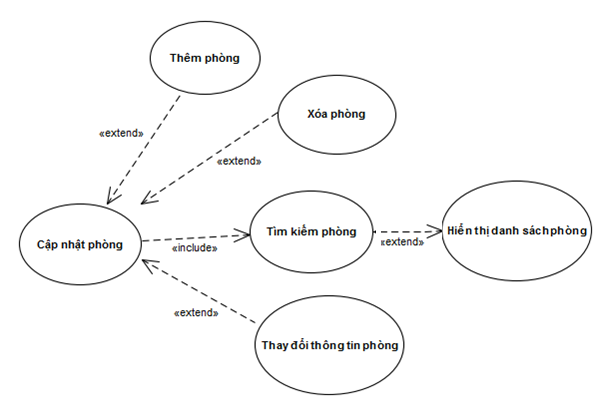 Thêm phòng
«extend»
Xóa phòng
«extend»
Cập nhật phòng
«include»
Tìm kiếm phòng
«extend»
Hiển thị danh sách phòng
«extend»
Thay đổi thông tin phòng